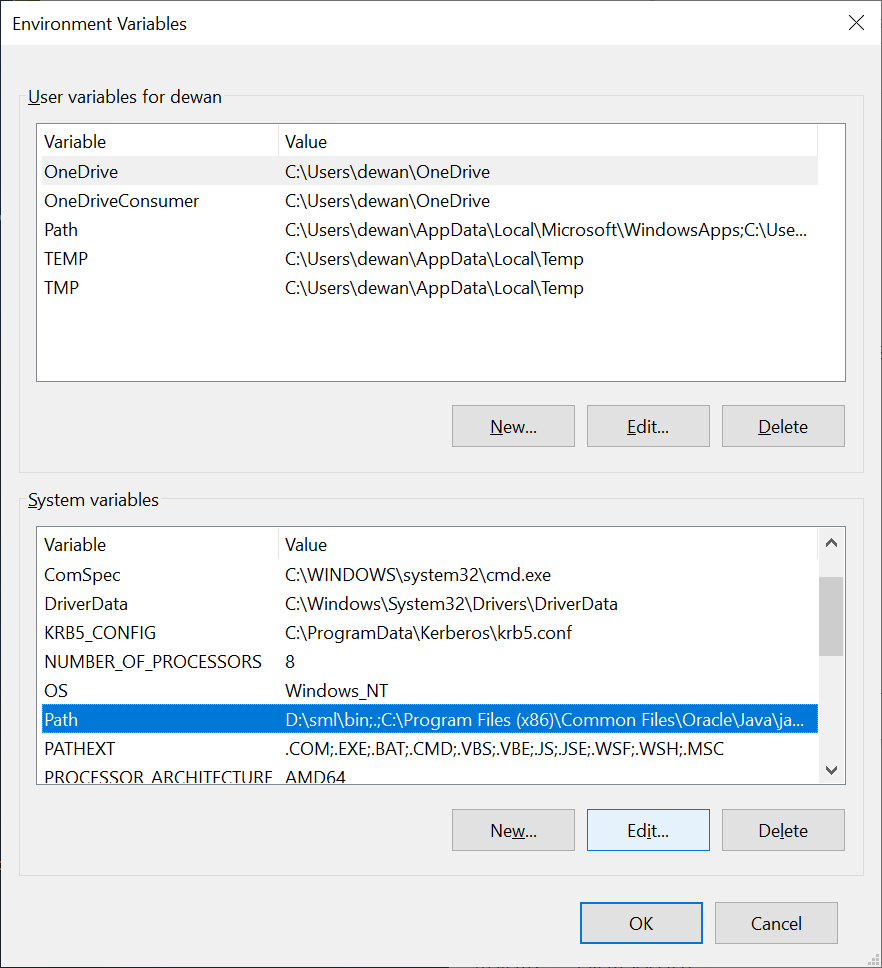 Environment Variables
User variables for dewan
Variable Value
OneDrive C:\Users\dewan\OneDrive
OneDriveConsumer C:\Users\dewan\OneDrive
Path C:\Users\dewan\AppData\Local\Microsoft\WindowsApps;C:\Use...
TEMP C:\Users\dewan\AppData\Local\Temp
TMP C:\Users\dewan\AppData\Local\Temp
New... Edit... Delete
System variables
Variable Value
ComSpec C:\WINDOWS\system32\cmd.exe
DriverData C:\Windows\System32\Drivers\DriverData
KRB5_CONFIG C:\ProgramData\Kerberos\krb5.conf
NUMBER_OF_PROCESSORS 8
OS Windows_NT
Path D:\sml\bin;.;C:\Program Files (x86)\Common Files\Oracle\Java\ja...
PATHEXT .COM;.EXE;.BAT;.CMD;.VBS;.VBE;.JS;.JSE;.WSF;.WSH;.MSC
PROCESSOR_ARCHITECTURE AMD64
New... Edit... Delete
OK Cancel